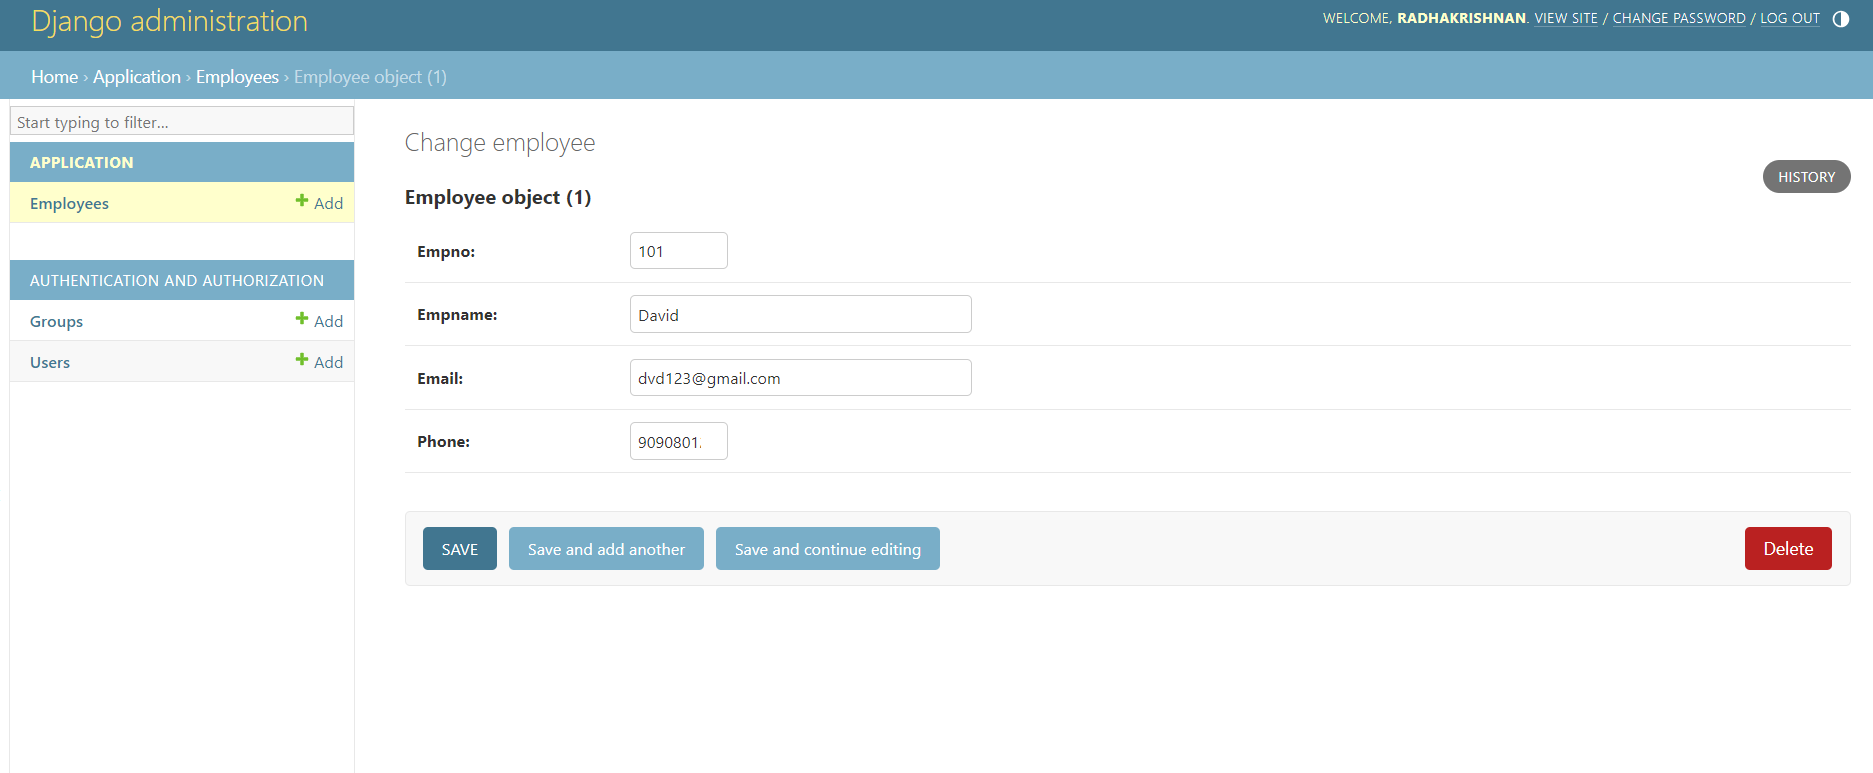 Django administration
WELCOME, RADHAKRISHNAN. VIEW SITE / CHANGE PASSWORD / LOG OUT
Home › Application › Employees › Employee object (1)
Start typing to filter...
APPLICATION
Employees Add
AUTHENTICATION AND AUTHORIZATION
Groups Add
Users Add
Change employee
HISTORY
Employee object (1)
Empno: 101
Empname: David
Email: dvd123@gmail.com
Phone: 9090801
SAVE Save and add another Save and continue editing Delete